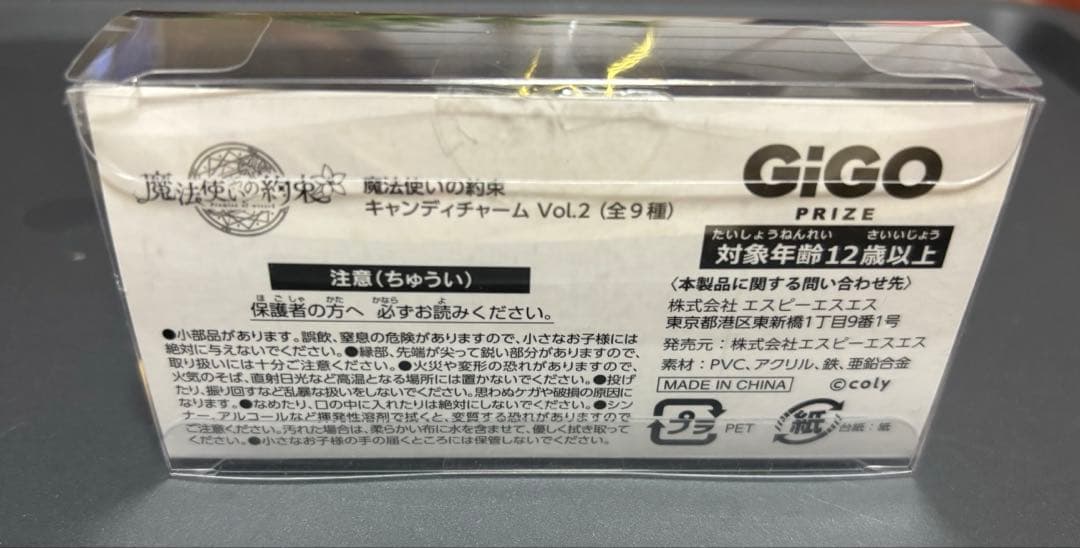 魔法使いの約束
魔法使いの約束
キャンディチャーム Vol.2（全9種）
注意（ちゅうい）
ほごしゃ かた かなら よ
保護者の方へ 必ずお読みください。
●小部品があります。誤飲、窒息の危険がありますので、小さなお子様には
絶対に与えないでください。●縁部、先端が尖って鋭い部分がありますので、
取り扱いには十分ご注意ください。●火災や変形の恐れがありますので、
火気のそば、直射日光など高温となる場所には置かないでください。●投げ
たり、振り回すなど乱暴な扱いをしないでください。思わぬケガや破損の原因に
なります。●なめたり、口の中に入れたりは絶対にしないでください。●シン
ナー、アルコールなど揮発性溶剤で拭くと、変質する恐れがありますので
ご注意ください。汚れた場合は、柔らかい布に水を含ませて、優しく拭き取って
ください。●小さなお子様の手の届くところには保管しないでください。
GiGO
PRIZE
たいしょうねんれい さいいじょう
対象年齢12歳以上
〈本製品に関する問い合わせ先〉
株式会社 エスピーエスエス
東京都港区東新橋1丁目9番1号
発売元：株式会社エスピーエスエス
素材：PVC、アクリル、鉄、亜鉛合金
MADE IN CHINA ©coly
プラ PET 紙 台紙：紙